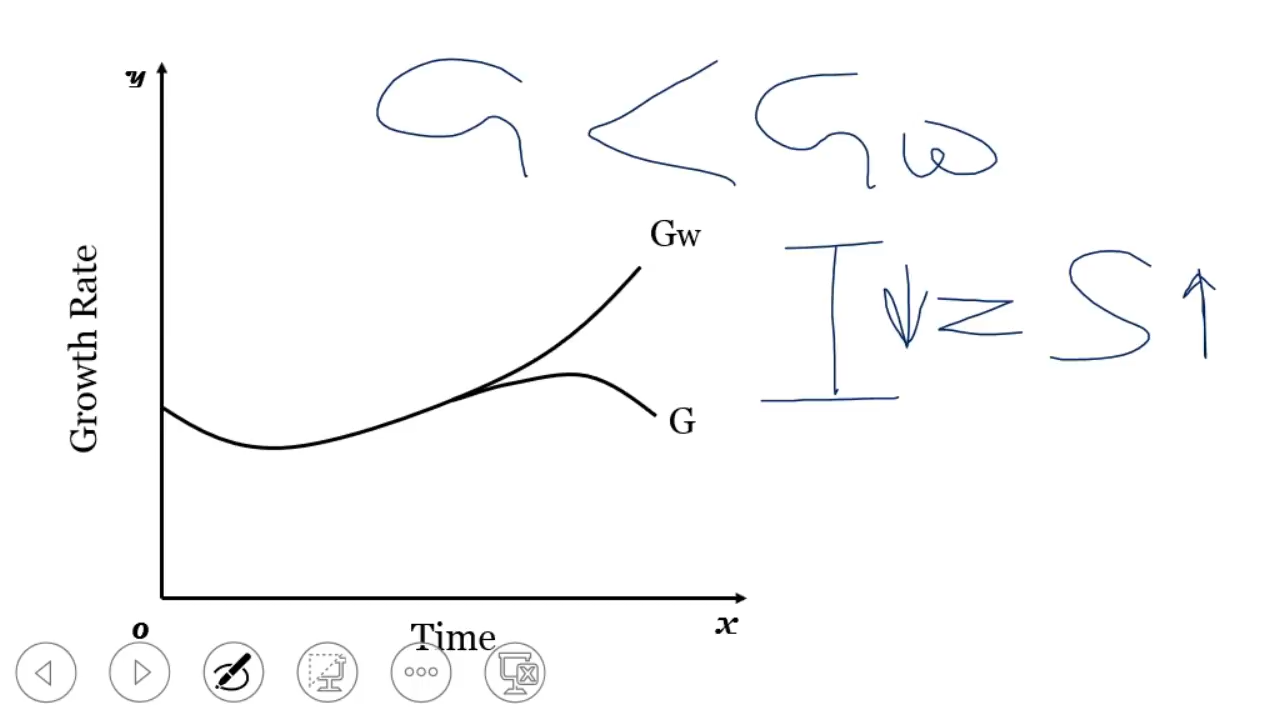 y
G < Gw
Gw
I ↓ = S ↑
Growth Rate
G
o
Time
x